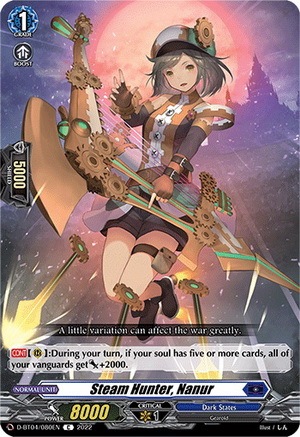 1
GRADE
BOOST
5000
SHIELD
A little variation can affect the war greatly.
CONT【】:During your turn, if your soul has five or more cards, all of
your vanguards get +2000.
NORMAL UNIT
Steam Hunter, Nanur
POWER 8000
CRITICAL
1
Dark States
Gearoid
D-BT04/080EN C 2022